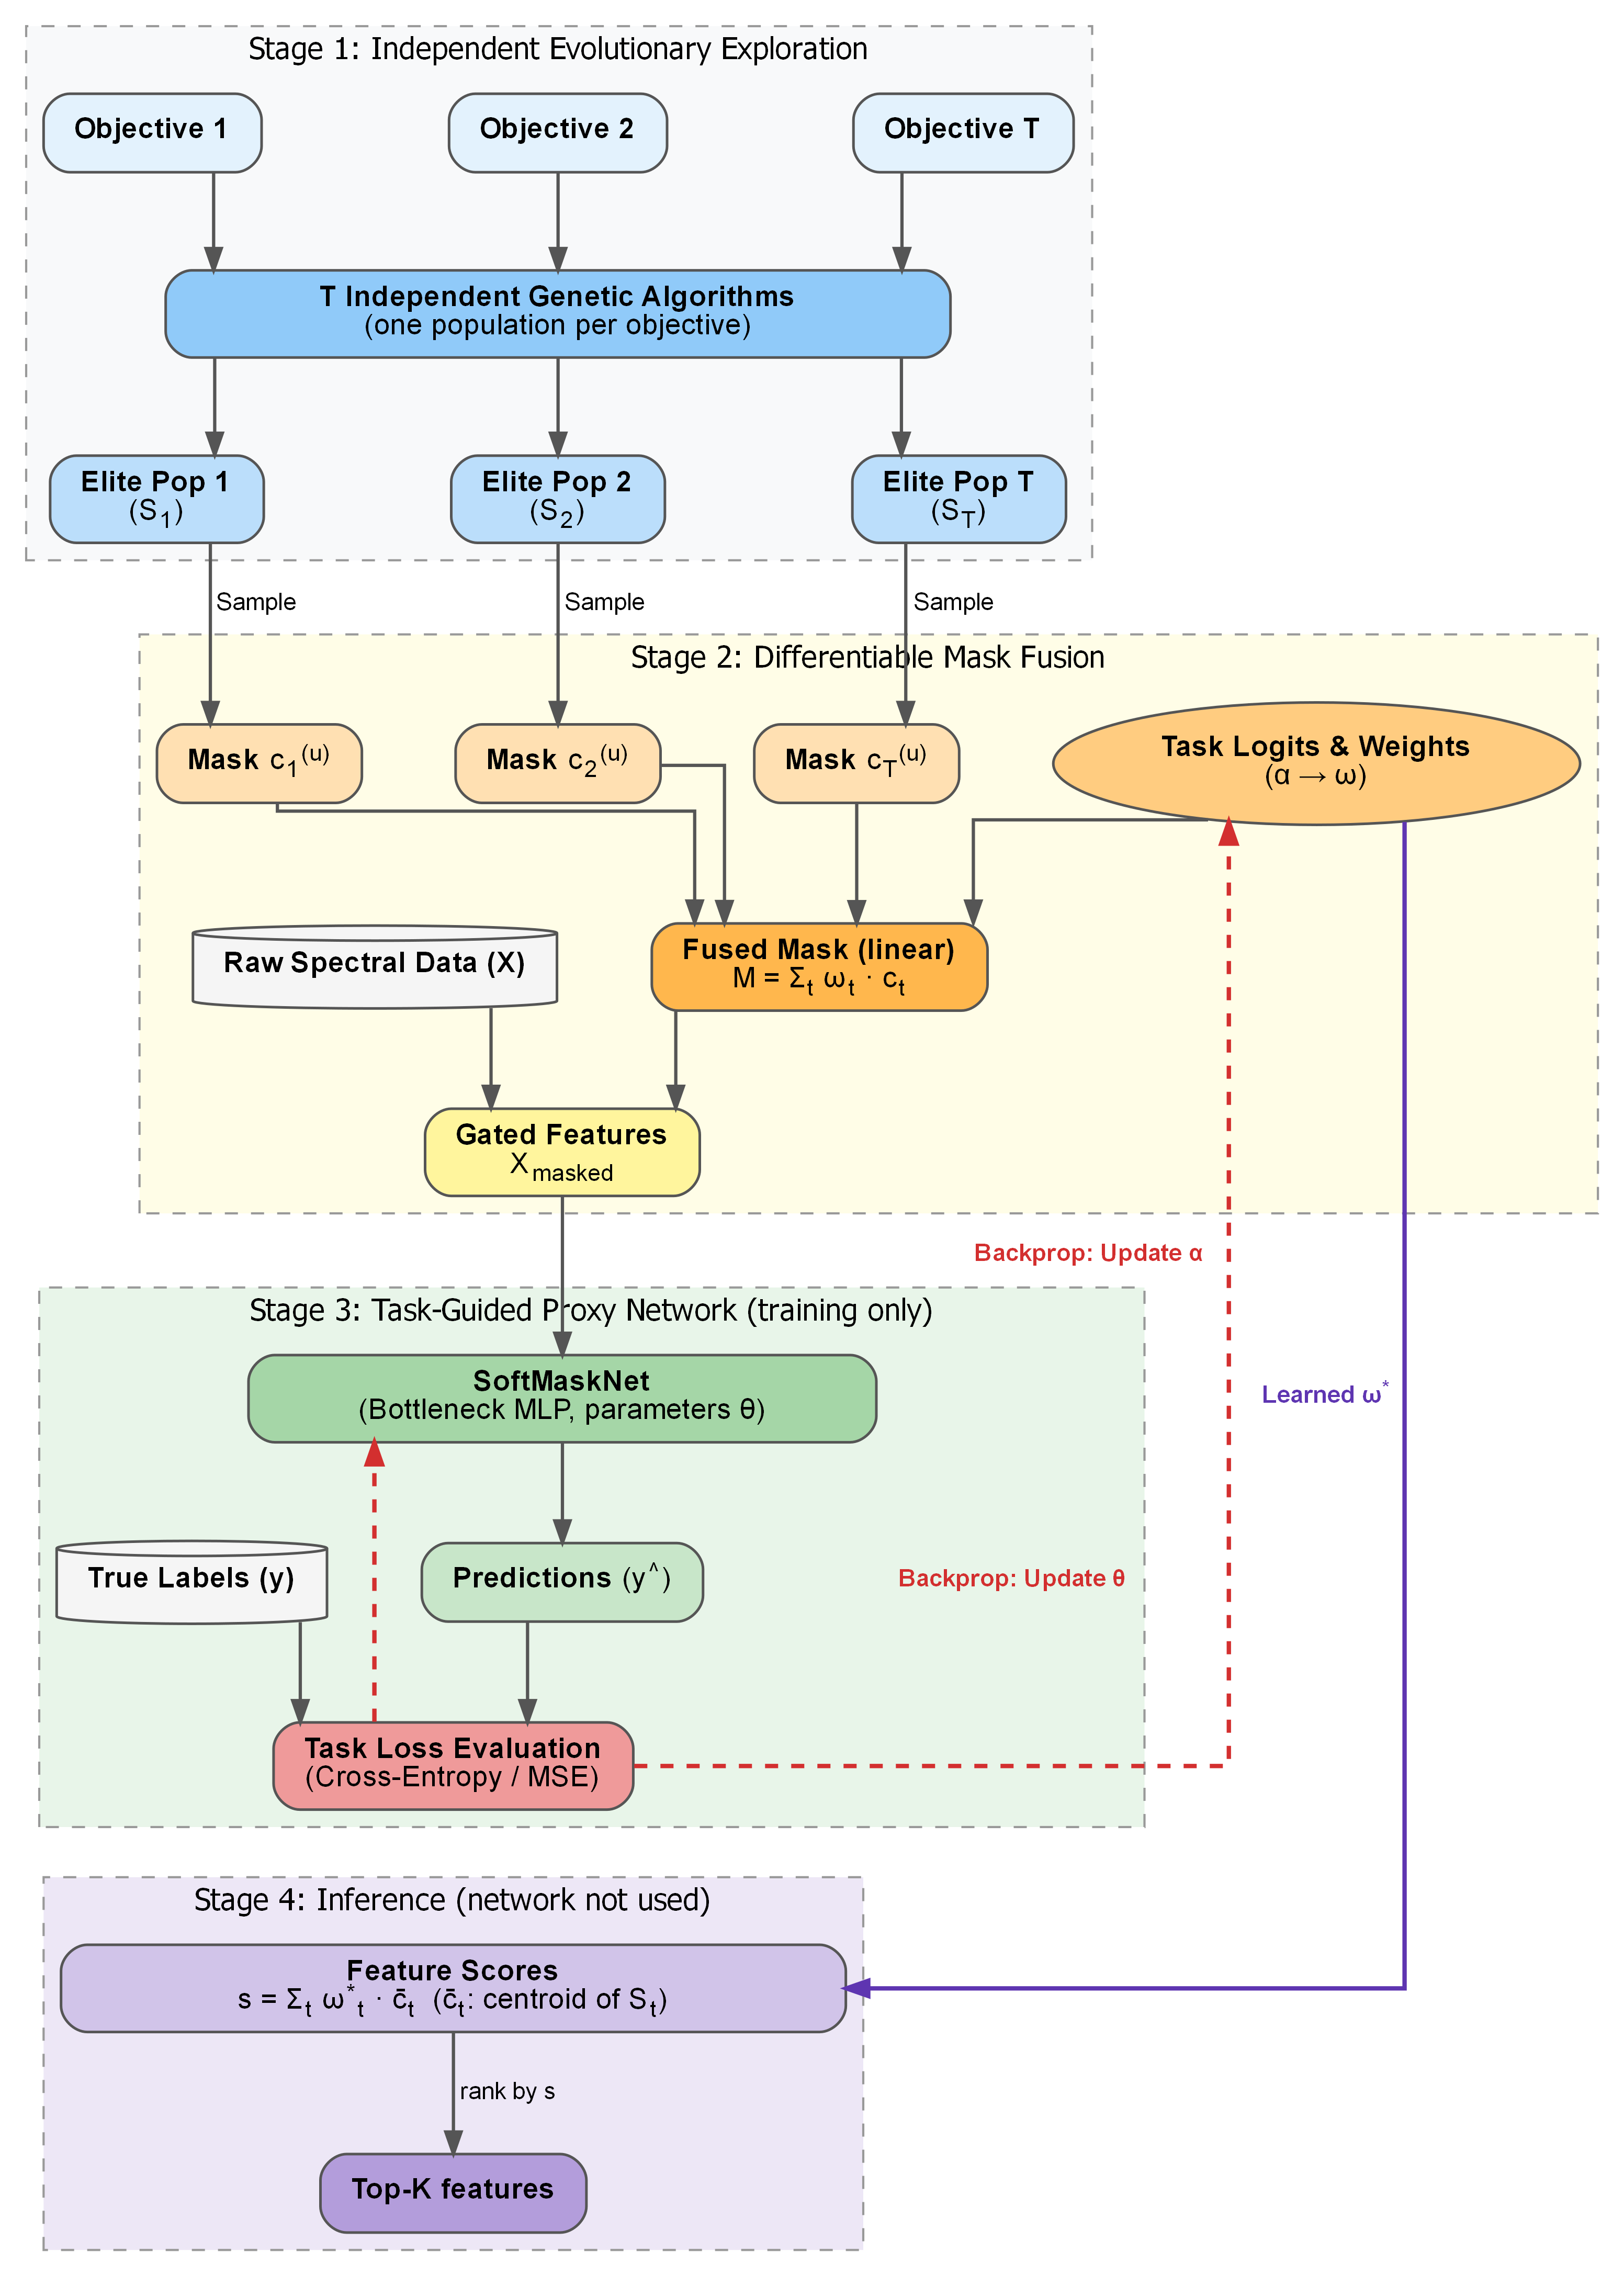 Stage 1: Independent Evolutionary Exploration
Objective 1
Objective 2
Objective T
T Independent Genetic Algorithms
(one population per objective)
Elite Pop 1
(S₁)
Elite Pop 2
(S₂)
Elite Pop T
(S_T)
Sample
Sample
Sample
Stage 2: Differentiable Mask Fusion
Mask c₁⁽ᵘ⁾
Mask c₂⁽ᵘ⁾
Mask c_T⁽ᵘ⁾
Task Logits & Weights
(α → ω)
Raw Spectral Data (X)
Fused Mask (linear)
M = Σₜ ωₜ · cₜ
Gated Features
X_masked
Backprop: Update α
Stage 3: Task-Guided Proxy Network (training only)
SoftMaskNet
(Bottleneck MLP, parameters θ)
Learned ω*
True Labels (y)
Predictions (y^)
Backprop: Update θ
Task Loss Evaluation
(Cross-Entropy / MSE)
Stage 4: Inference (network not used)
Feature Scores
s = Σₜ ω*ₜ · c̄ₜ (c̄ₜ: centroid of Sₜ)
rank by s
Top-K features